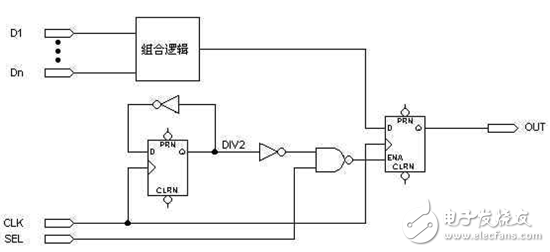 D1
组合逻辑
Dn
PRN
D
Q
CLRN
DIV2
PRN
D
Q
ENA
CLRN
OUT
CLK
SEL
电子发烧友
www.elecfans.com